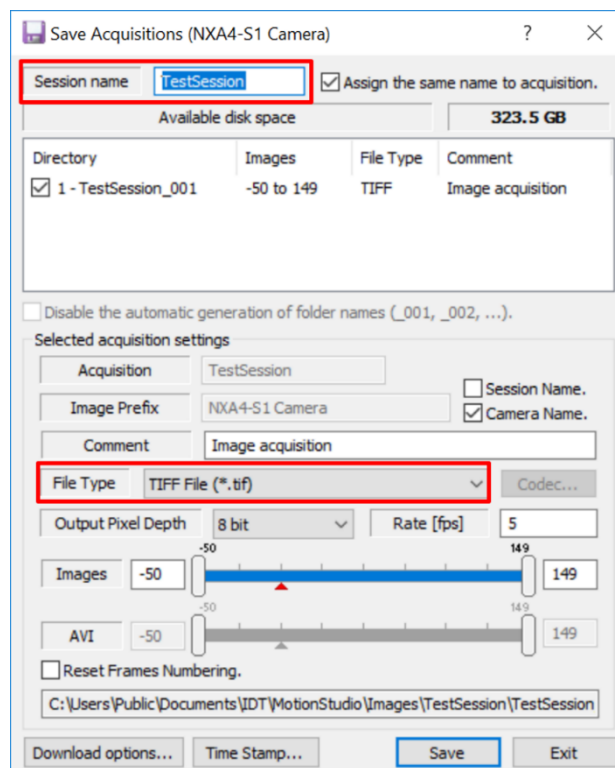 Save Acquisitions (NXA4-S1 Camera) ?
Session name TestSession Assign the same name to acquisition.
Available disk space 323.5 GB
Directory Images File Type Comment
1 - TestSession_001 -50 to 149 TIFF Image acquisition
Disable the automatic generation of folder names (_001, _002, ...).
Selected acquisition settings
Acquisition TestSession
Session Name.
Image Prefix NXA4-S1 Camera
Camera Name.
Comment Image acquisition
File Type TIFF File (*.tif) Codec...
Output Pixel Depth 8 bit Rate [fps] 5
-50 149
Images -50 149
-50 149
AVI -50 149
Reset Frames Numbering.
C:\Users\Public\Documents\IDT\MotionStudio\Images\TestSession\TestSession
Download options... Time Stamp... Save Exit